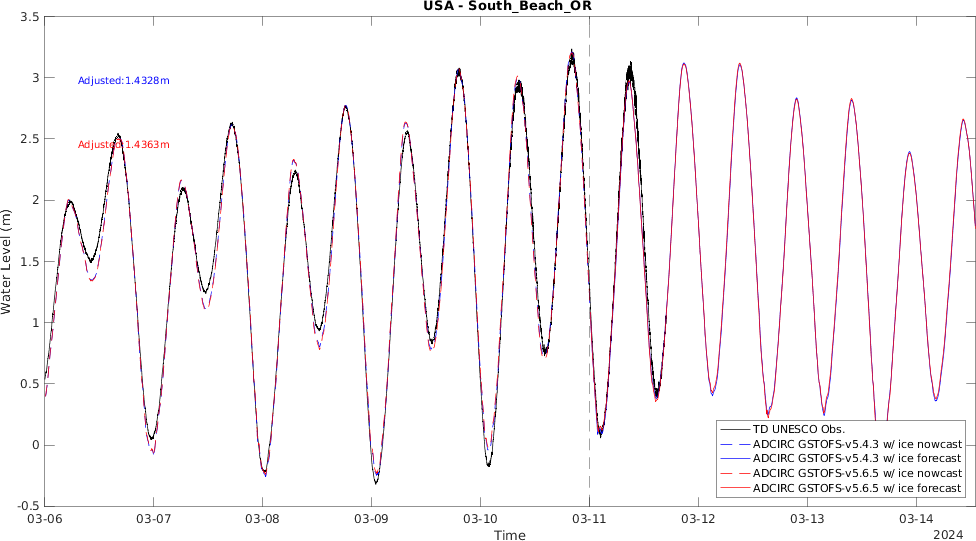 USA - South_Beach_OR
3.5
3
2.5
2
1.5
1
0.5
0
-0.5
Water Level (m)
Adjusted:1.4328m
Adjusted:1.4363m
TD UNESCO Obs.
ADCIRC GSTOFS-v5.4.3 w/ ice nowcast
ADCIRC GSTOFS-v5.4.3 w/ ice forecast
ADCIRC GSTOFS-v5.6.5 w/ ice nowcast
ADCIRC GSTOFS-v5.6.5 w/ ice forecast
03-06 03-07 03-08 03-09 03-10 03-11 03-12 03-13 03-14
Time
2024